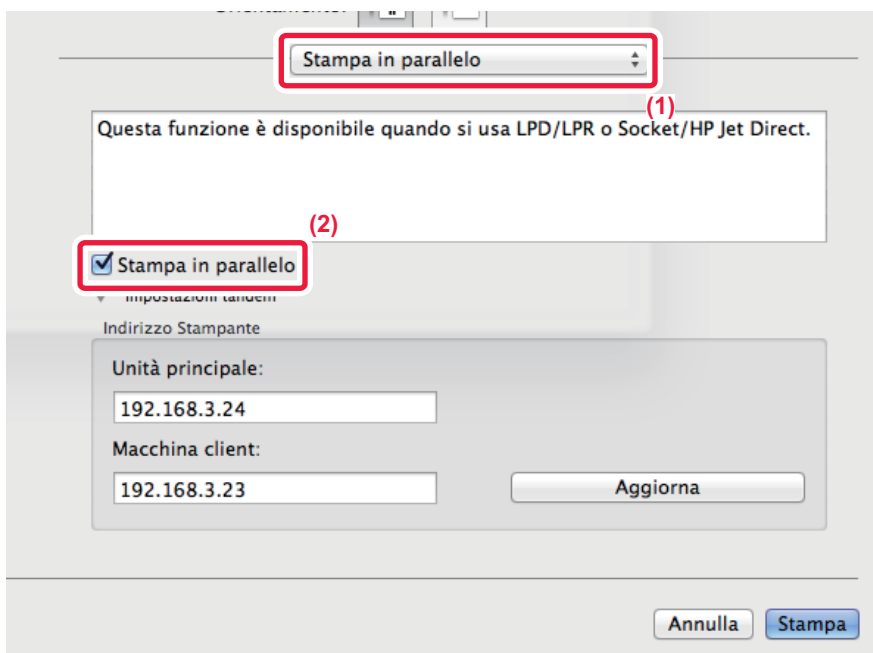 Orientamento:
Stampa in parallelo
(1)
Questa funzione è disponibile quando si usa LPD/LPR o Socket/HP Jet Direct.
(2)
Stampa in parallelo
Impostazioni tandem
Indirizzo Stampante
Unità principale:
192.168.3.24
Macchina client:
192.168.3.23
Aggiorna
Annulla
Stampa